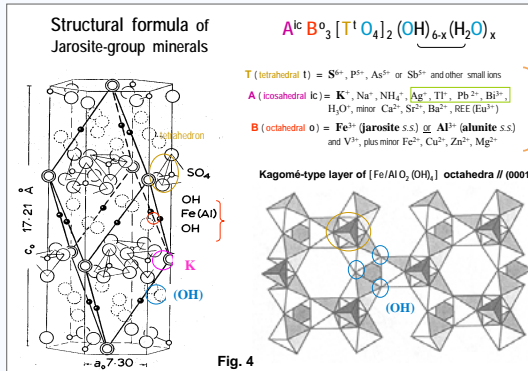 Structural formula of
Jarosite-group minerals
A^ic B^o_3 [T^t O_4]_2 (OH)_6-x (H_2O)_x
T (tetrahedral t) = S^6+, P^5+, As^5+ or Sb^5+ and other small ions
A (icosahedral ic) = K^+, Na^+, NH_4^+, Ag^+, Tl^+, Pb^2+, Bi^3+
H_3O^+, minor Ca^2+, Sr^2+, Ba^2+, REE (Eu^3+)
B (octahedral o) = Fe^3+ (jarosite s.s.) or Al^3+ (alunite s.s.)
and V^3+, plus minor Fe^2+, Cu^2+, Zn^2+, Mg^2+
tetrahedron
SO_4
OH
Fe(Al)
OH
K
(OH)
c_o 17·21 Å
a_o 7·30
Fig. 4
Kagomé-type layer of [Fe/AlO_2(OH)_4] octahedra // (0001
(OH)